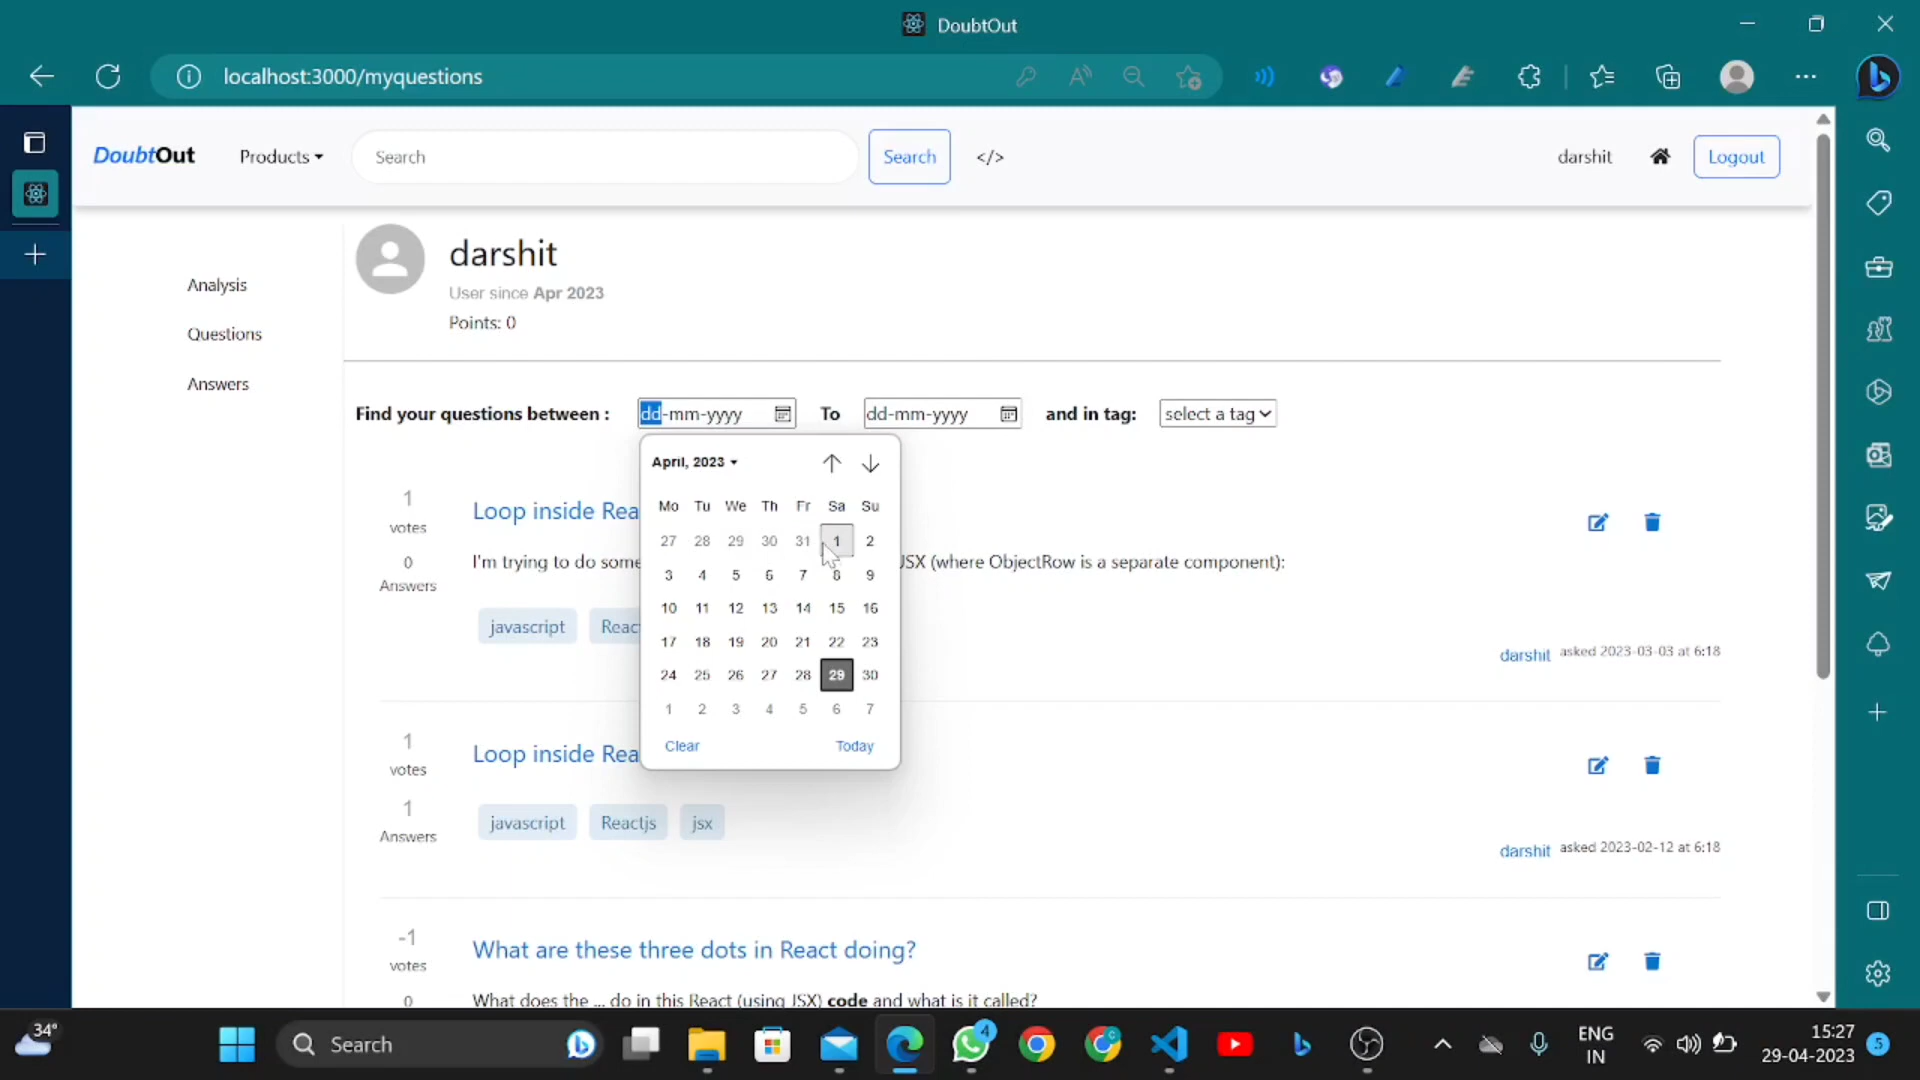 DoubtOut
localhost:3000/myquestions
DoubtOut
Products
Search
Search
</>
darshit
Logout
Analysis
Questions
Answers
darshit
User since Apr 2023
Points: 0
Find your questions between :
dd-mm-yyyy
To
dd-mm-yyyy
and in tag:
select a tag
April, 2023
Mo Tu We Th Fr Sa Su
27 28 29 30 31 1 2
3 4 5 6 7 8 9
10 11 12 13 14 15 16
17 18 19 20 21 22 23
24 25 26 27 28 29 30
1 2 3 4 5 6 7
Clear
Today
1
votes
0
Answers
Loop inside Rea
I'm trying to do some
JSX (where ObjectRow is a separate component):
javascript
Reac
darshit asked 2023-03-03 at 6:18
1
votes
1
Answers
Loop inside Rea
javascript
Reactjs
jsx
darshit asked 2023-02-12 at 6:18
-1
votes
0
What are these three dots in React doing?
What does the ... do in this React (using JSX) code and what is it called?
34°
Search
4
ENG
IN
15:27
29-04-2023
5